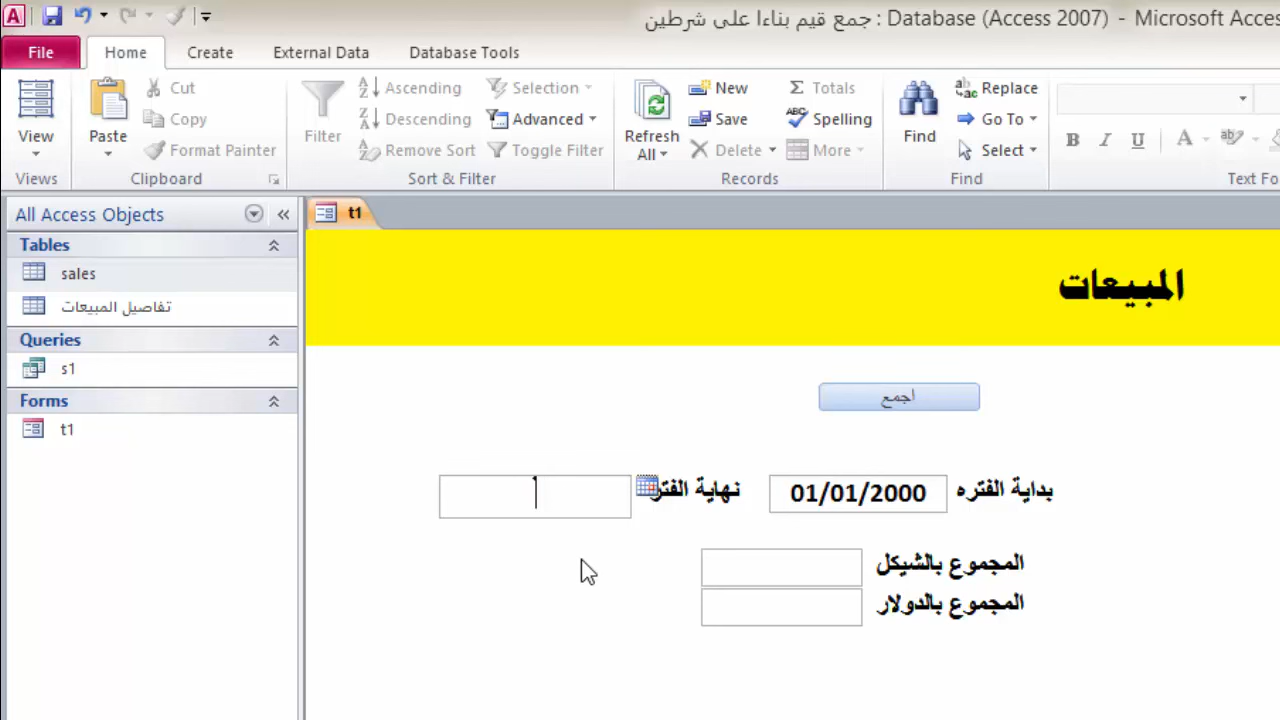 جمع قيم بناءا على شرطين : Database (Access 2007) - Microsoft Acce
File Home Create External Data Database Tools
View
Views
Paste
Cut
Copy
Format Painter
Clipboard
Filter
Ascending
Descending
Remove Sort
Selection
Advanced
Toggle Filter
Sort & Filter
Refresh All
New
Save
Delete
Totals
Spelling
More
Records
Find
Replace
Go To
Select
Find
B I U A ab
Text Fo
All Access Objects
Tables
sales
تفاصيل المبيعات
Queries
s1
Forms
t1
t1
المبيعات
اجمع
بداية الفتره 01/01/2000 نهاية الفتر
المجموع بالشيكل
المجموع بالدولار